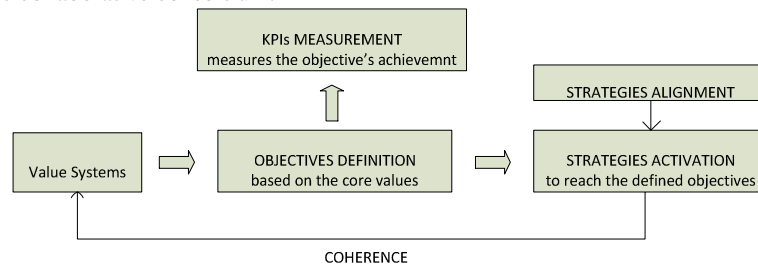 KPIs MEASUREMENT
measures the objective's achievemnt
STRATEGIES ALIGNMENT
Value Systems
OBJECTIVES DEFINITION
based on the core values
STRATEGIES ACTIVATION
to reach the defined objectives
COHERENCE